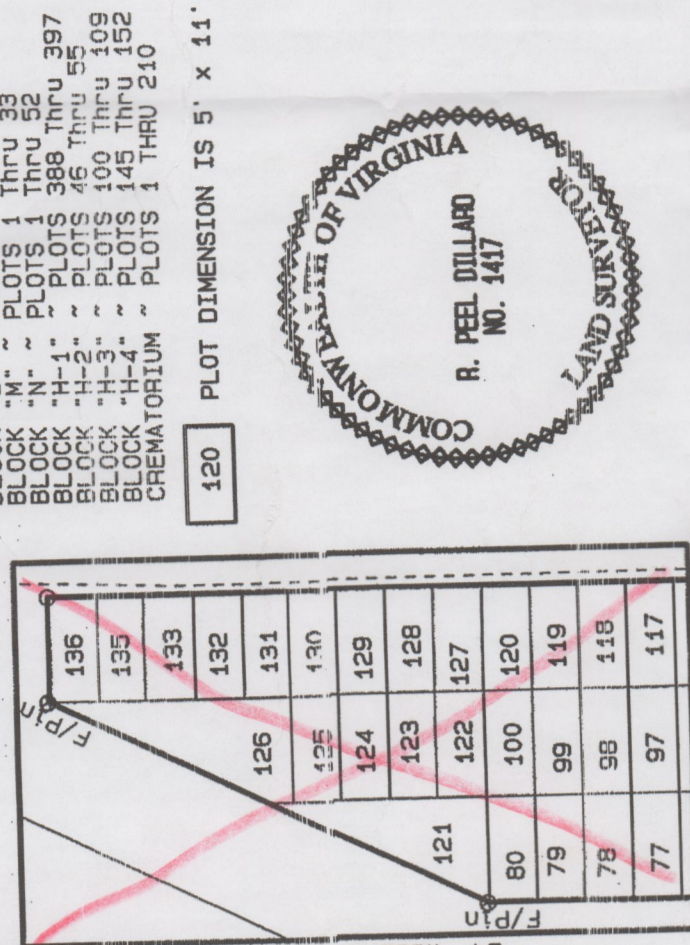 BLOCK "M" ~ PLOTS 1 Thru 33
BLOCK "N" ~ PLOTS 1 Thru 52
BLOCK "H-1" ~ PLOTS 388 Thru 397
BLOCK "H-2" ~ PLOTS 46 Thru 55
BLOCK "H-3" ~ PLOTS 100 Thru 109
BLOCK "H-4" ~ PLOTS 145 Thru 152
CREMATORIUM ~ PLOTS 1 THRU 210
120 PLOT DIMENSION IS 5' x 11'
COMMONWEALTH OF VIRGINIA
R. PEEL DILLARD
NO. 1417
LAND SURVEYOR
F/Pin
136
135
133
132
126 131
125 130
124 129
123 128
121 122 127
80 100 120
79 99 119
78 98 118
77 97 117
F/Pin